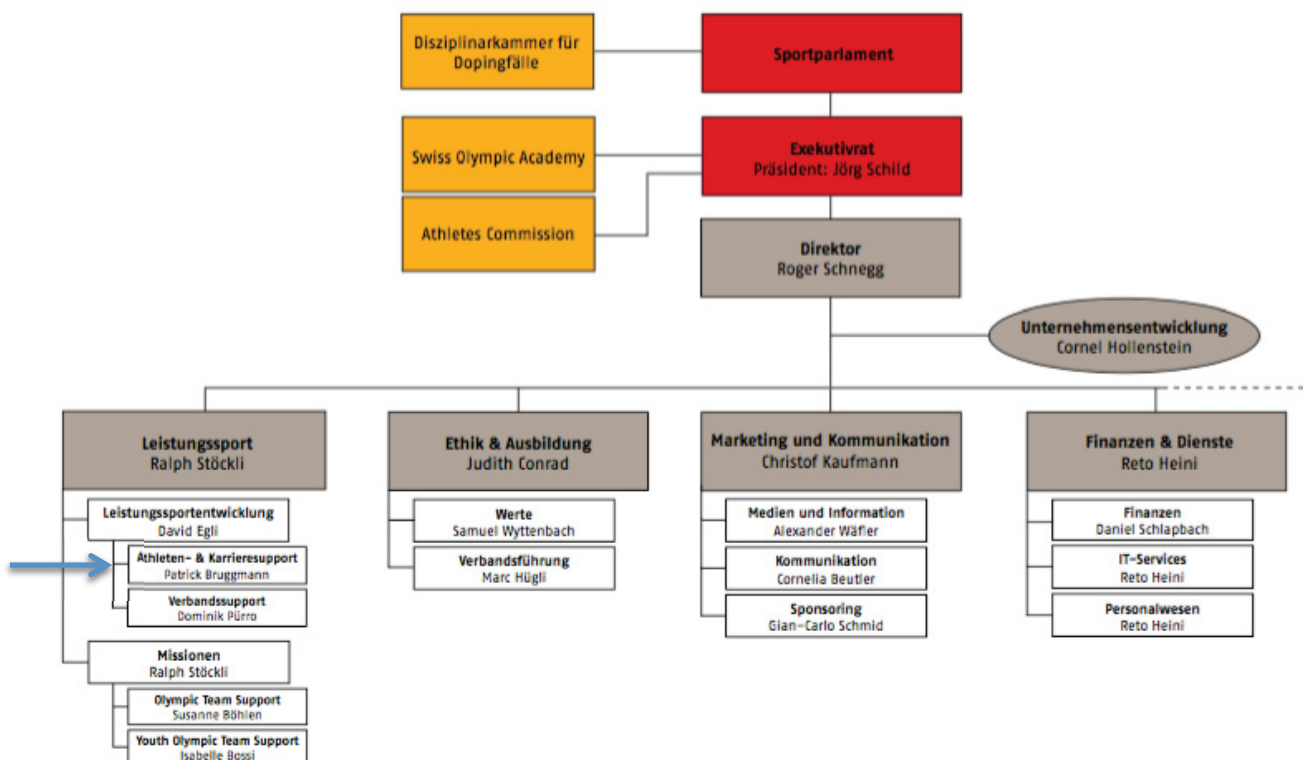 Disziplinarkammer für
Dopingfälle
Sportparlament
Swiss Olympic Academy
Exekutivrat
Präsident: Jörg Schild
Athletes Commission
Direktor
Roger Schnegg
Unternehmensentwicklung
Cornel Hollenstein
Leistungssport
Ralph Stöckli
Leistungssportentwicklung
David Egli
Athleten- & Karrieresupport
Patrick Bruggmann
Verbandssupport
Dominik Pürro
Missionen
Ralph Stöckli
Olympic Team Support
Susanne Böhlen
Youth Olympic Team Support
Isabelle Bossi
Ethik & Ausbildung
Judith Conrad
Werte
Samuel Wyttenbach
Verbandsführung
Marc Hügli
Marketing und Kommunikation
Christof Kaufmann
Medien und Information
Alexander Wäfler
Kommunikation
Cornelia Beutler
Sponsoring
Gian-Carlo Schmid
Finanzen & Dienste
Reto Heini
Finanzen
Daniel Schlapbach
IT-Services
Reto Heini
Personalwesen
Reto Heini